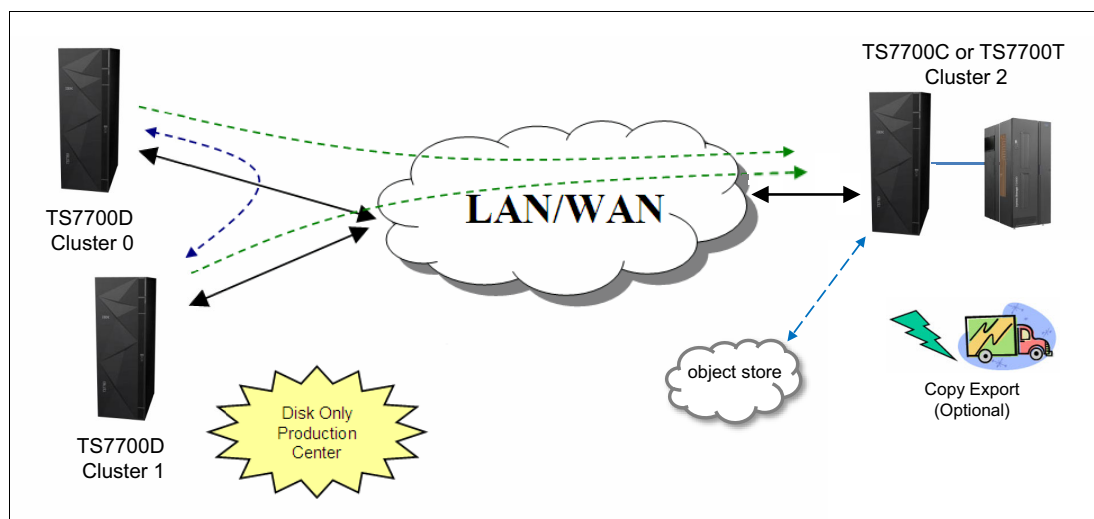 TS7700C or TS7700T
Cluster 2
LAN/WAN
TS7700D
Cluster 0
object store
Copy Export
(Optional)
Disk Only
Production
Center
TS7700D
Cluster 1